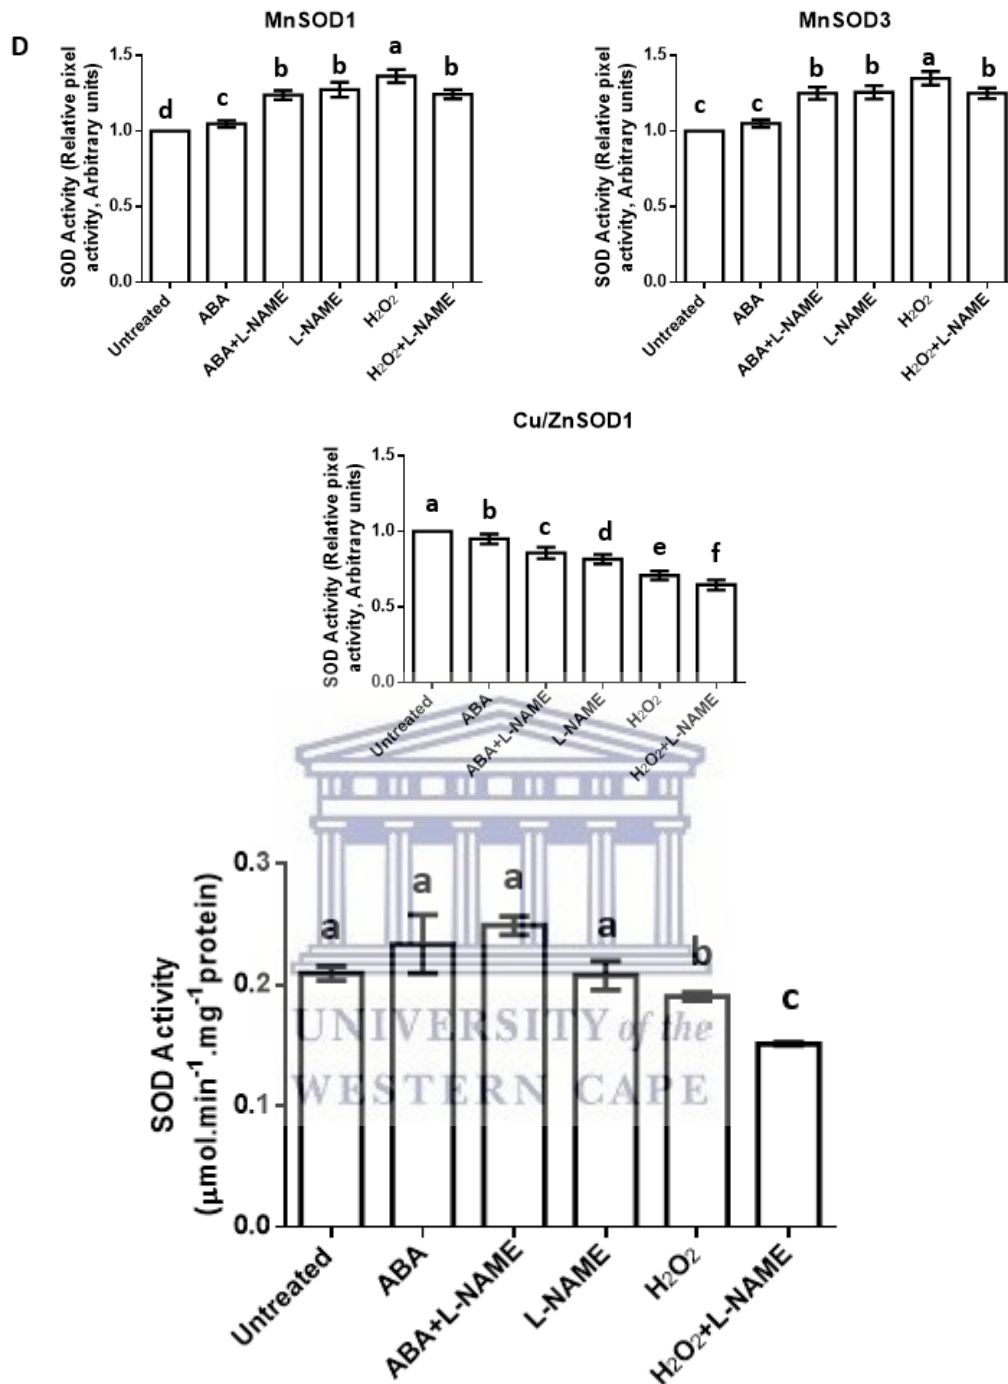 D
MnSOD1
SOD Activity (Relative pixel
activity, Arbitrary units)
1.5
1.0
0.5
0.0
d
c
b
b
a
b
Untreated
ABA
ABA+L-NAME
L-NAME
H2O2
H2O2+L-NAME
MnSOD3
SOD Activity (Relative pixel
activity, Arbitrary units)
1.5
1.0
0.5
0.0
c
c
b
b
a
b
Untreated
ABA
ABA+L-NAME
L-NAME
H2O2
H2O2+L-NAME
Cu/ZnSOD1
SOD Activity (Relative pixel
activity, Arbitrary units)
1.5
1.0
0.5
0.0
a
b
c
d
e
f
Untreated
ABA
ABA+L-NAME
L-NAME
H2O2
H2O2+L-NAME
SOD Activity
(μmol.min⁻¹.mg⁻¹protein)
0.3
0.2
0.1
0.0
a
a
a
a
b
c
UNIVERSITY of the
WESTERN CAPE
Untreated
ABA
ABA+L-NAME
L-NAME
H2O2
H2O2+L-NAME